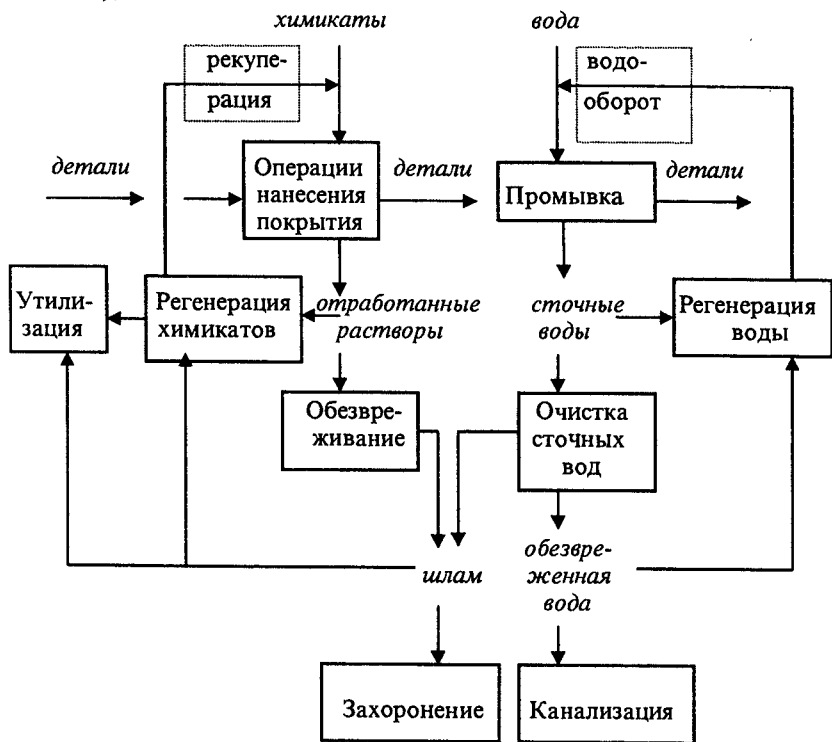 химикаты
вода
рекупе-
рация
водо-
оборот
детали
Операции
нанесения
покрытия
детали
Промывка
детали
Утили-
зация
Регенерация
химикатов
отработанные
растворы
сточные
воды
Регенерация
воды
Обезвре-
живание
Очистка
сточных
вод
шлам
обезвре-
женная
вода
Захоронение
Канализация